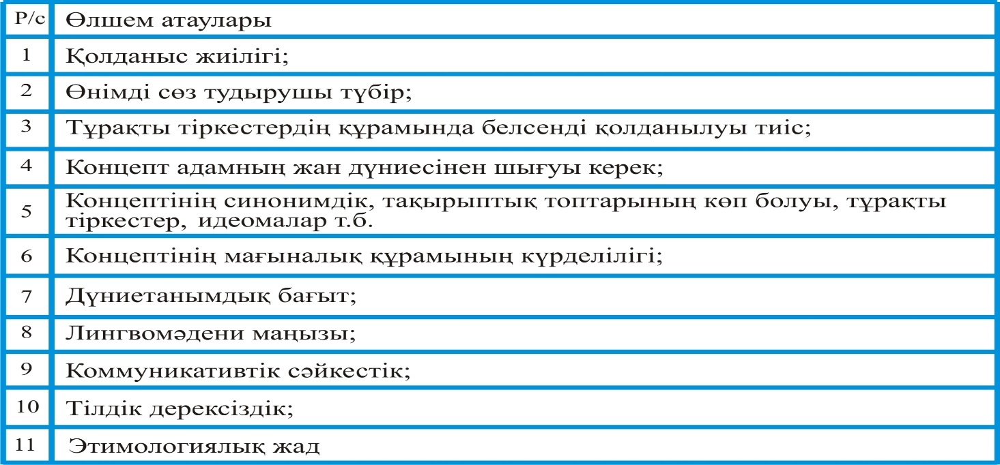 Р/с Өлшем атаулары
1 Қолданыс жиілігі;
2 Өнімді сөз тудырушы түбір;
3 Тұрақты тіркестердің құрамында белсенді қолданылуы тиіс;
4 Концепт адамның жан дүниесінен шығуы керек;
5 Концептінің синонимдік, тақырыптық топтарының көп болуы, тұрақты
тіркестер, идеомалар т.б.
6 Концептінің мағыналық құрамының күрделілігі;
7 Дүниетанымдық бағыт;
8 Лингвомәдени маңызы;
9 Коммуникативтік сәйкестік;
10 Тілдік дерексіздік;
11 Этимологиялық жад